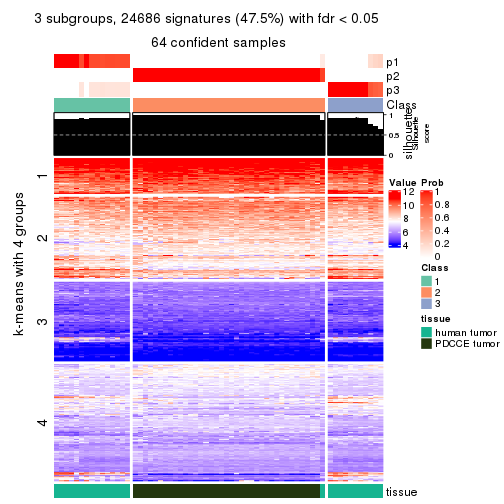 3 subgroups, 24686 signatures (47.5%) with fdr < 0.05
64 confident samples
p1
p2
p3
Class
1
0.5
0
silhouette
Silhouette
score
k-means with 4 groups
1
2
3
4
Value
12
10
8
6
4
Prob
1
0.8
0.6
0.4
0.2
0
Class
1
2
3
tissue
human tumor
PDCCE tumor
tissue